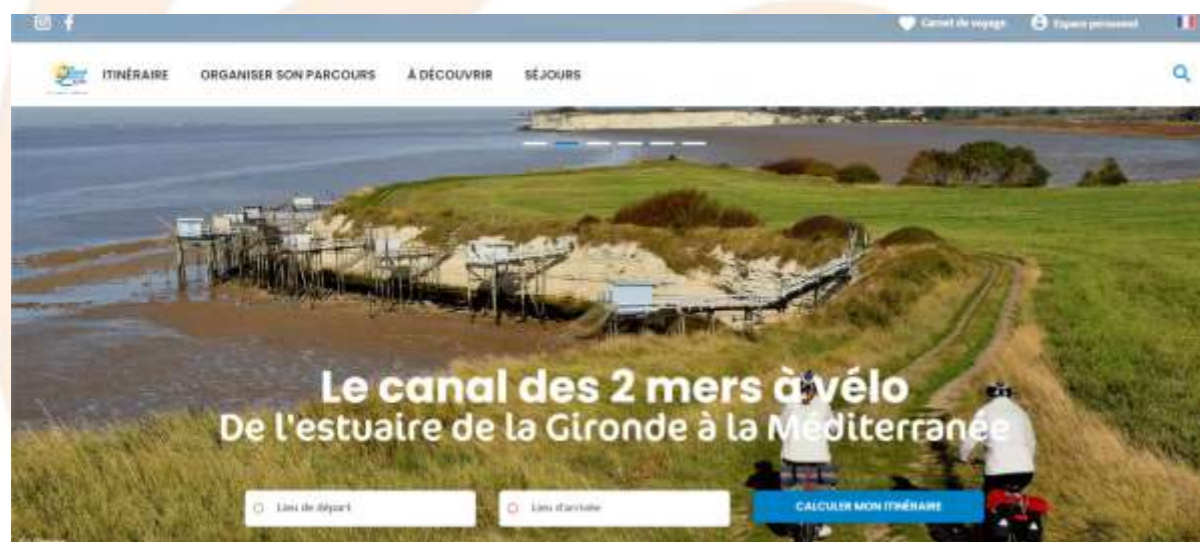 Carnet de voyage
Espace personnel
ITINÉRAIRE
ORGANISER SON PARCOURS
À DÉCOUVRIR
SÉJOURS
Le canal des 2 mers à vélo
De l'estuaire de la Gironde à la Méditerranée
Lieu de départ
Lieu d'arrivée
CALCULER MON ITINÉRAIRE